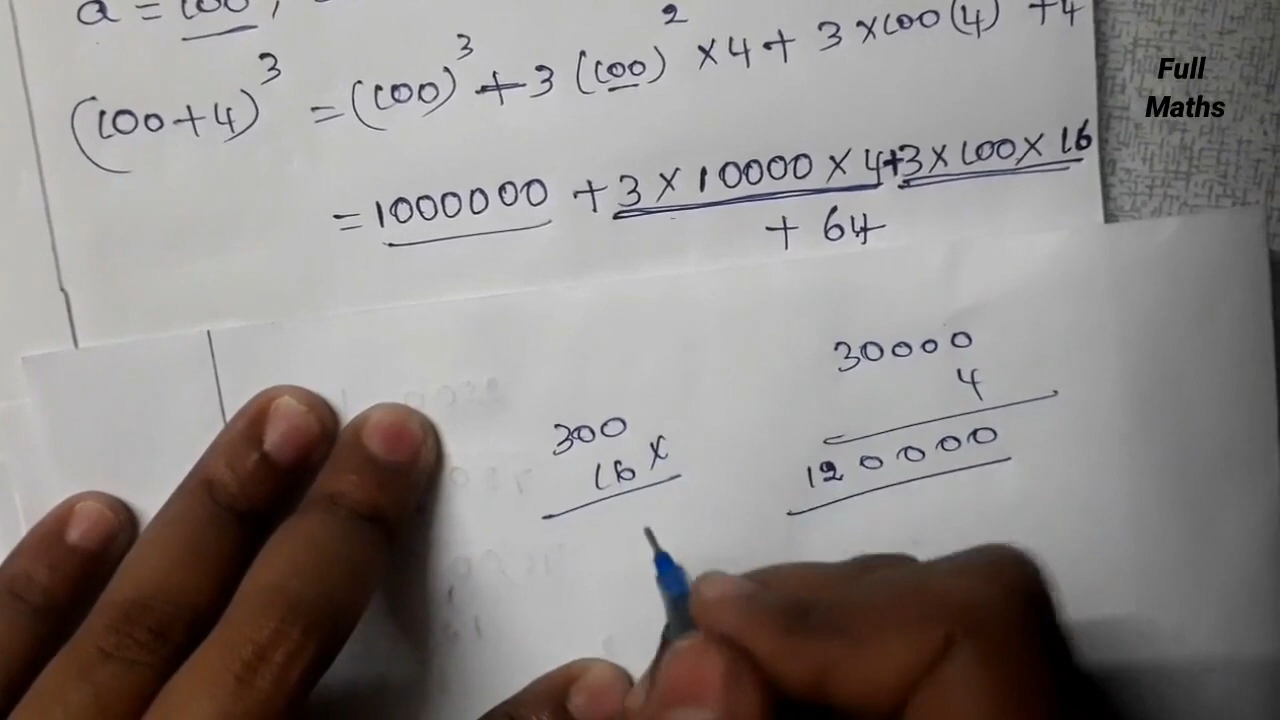 a = 100,
(100+4)³ = (100)³ + 3 (100)² × 4 + 3 × 100 (4) + 4
= 1000000 + 3 × 10000 × 4 + 3 × 100 × 16
+ 64
Full
Maths
30000
4
120000
300
16 ×